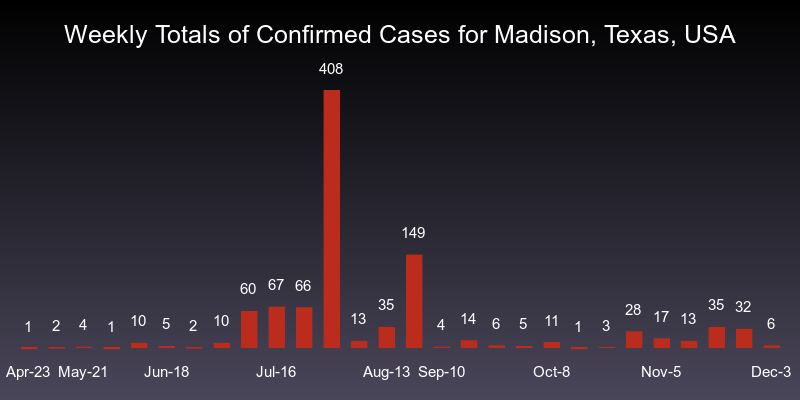 Weekly Totals of Confirmed Cases for Madison, Texas, USA
408
149
60 67 66
13 35
1 2 4 1 10 5 2 10
4 14 6 5 11 1 3 28 17 13 35 32 6
Apr-23 May-21 Jun-18 Jul-16 Aug-13 Sep-10 Oct-8 Nov-5 Dec-3